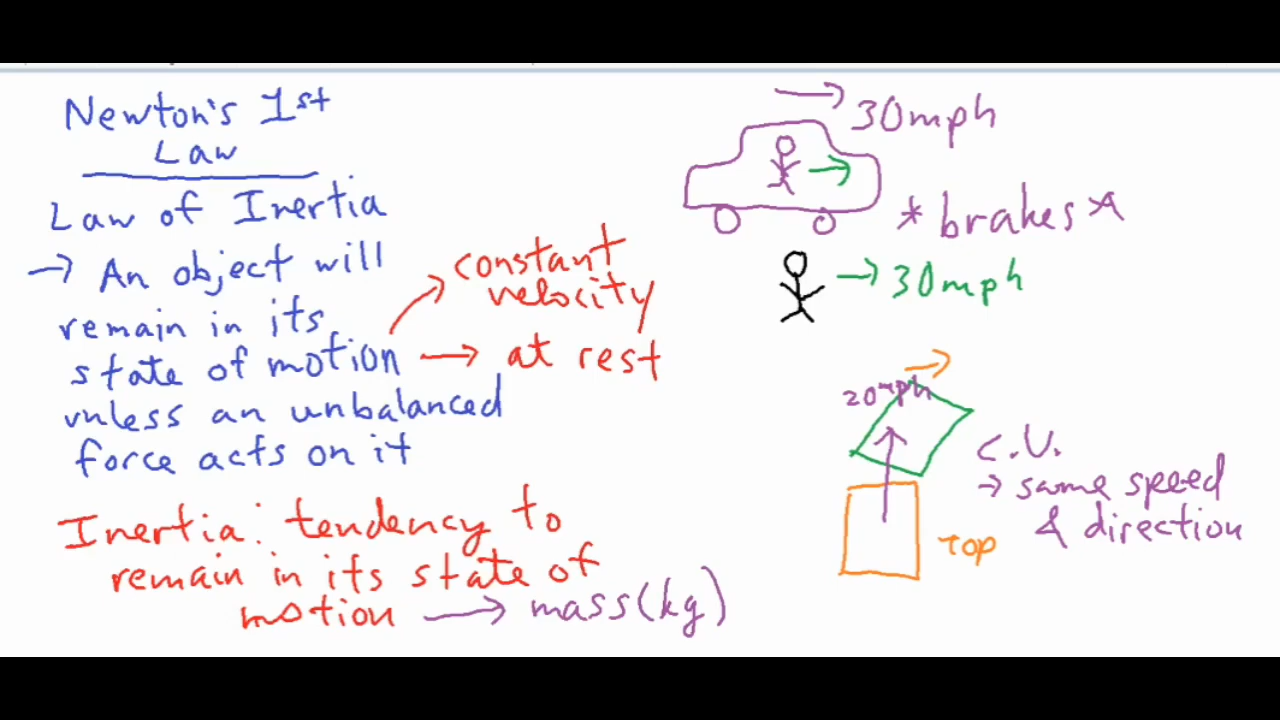 Newton's 1st
Law
Law of Inertia
→ An object will
remain in its
state of motion
unless an unbalanced
force acts on it
constant
velocity
→ at rest
Inertia: tendency to
remain in its state of
motion → mass (kg)
→ 30mph
* brakes *
→ 30mph
20mph
C.V.
→ same speed
& direction
Top